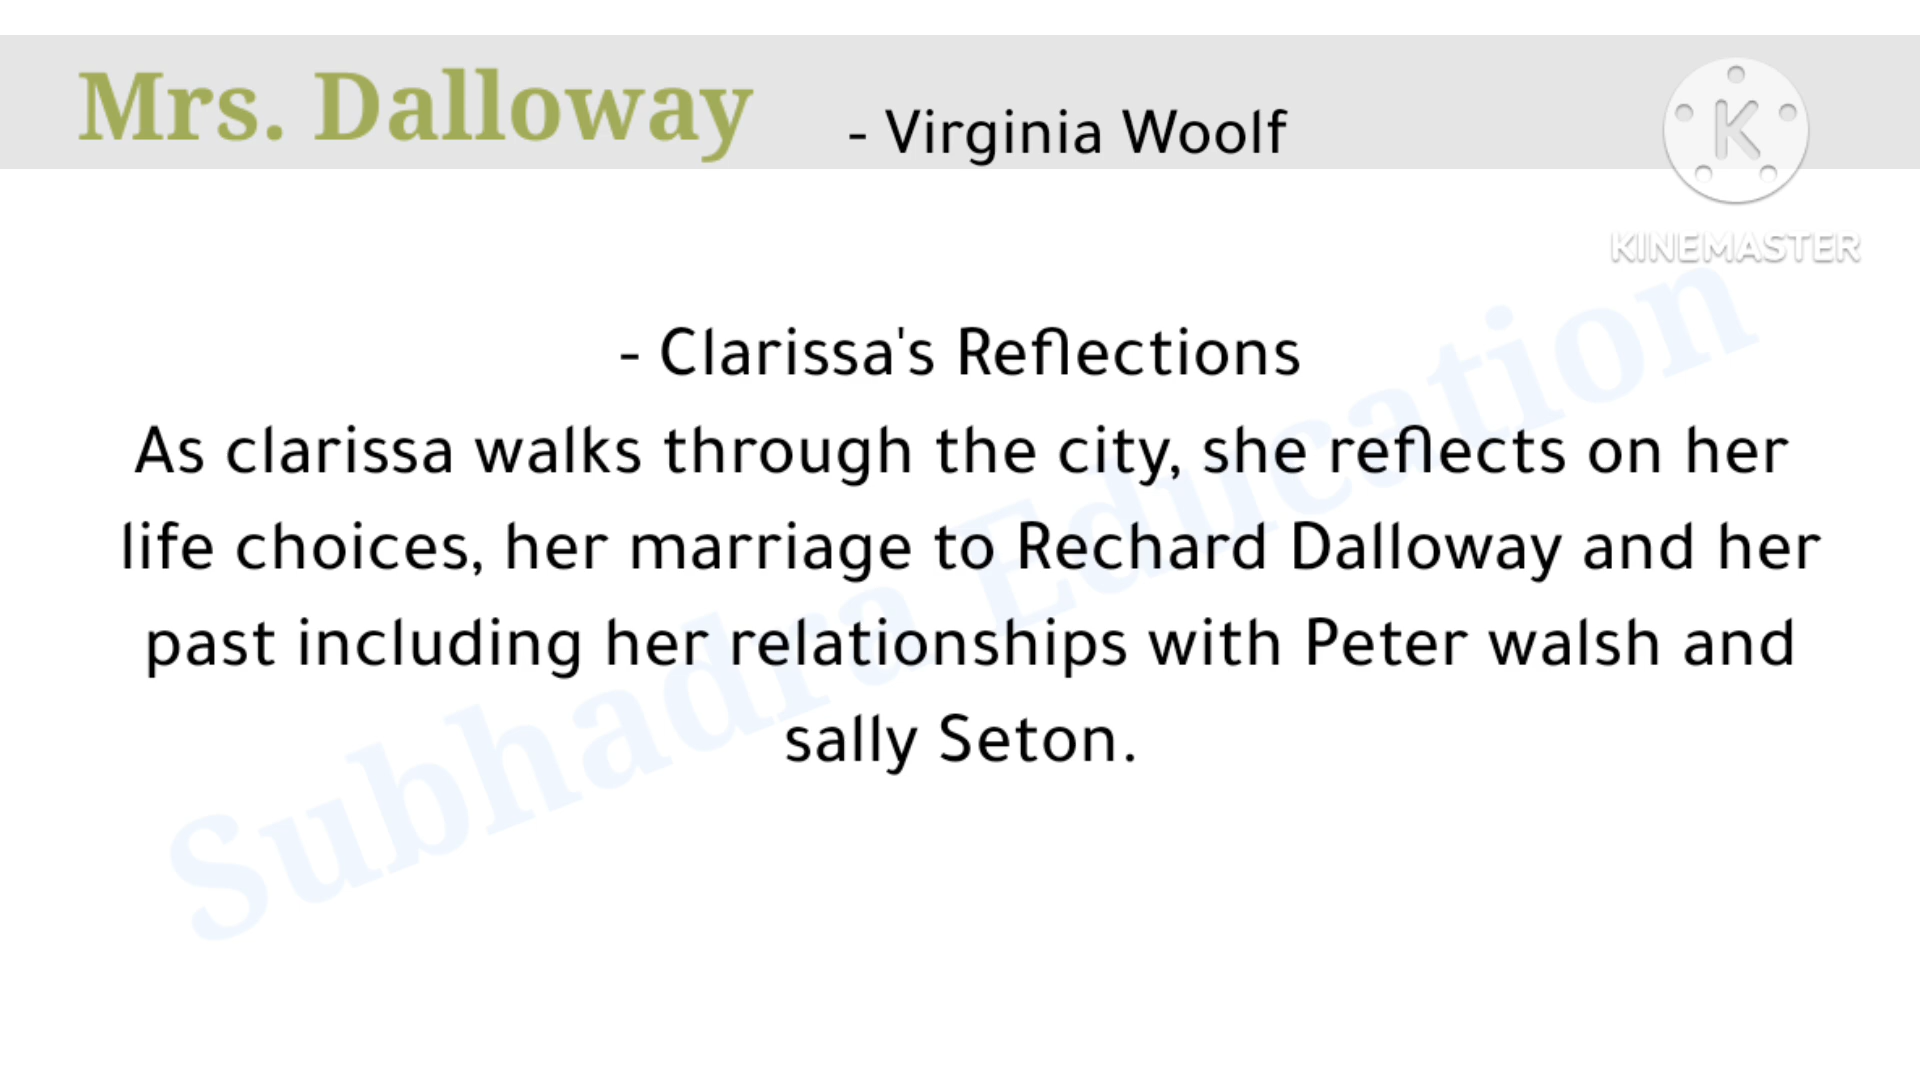 Mrs. Dalloway - Virginia Woolf
K
KINEMASTER
- Clarissa's Reflections
As clarissa walks through the city, she reflects on her
life choices, her marriage to Rechard Dalloway and her
past including her relationships with Peter walsh and
sally Seton.
Subhadra Education